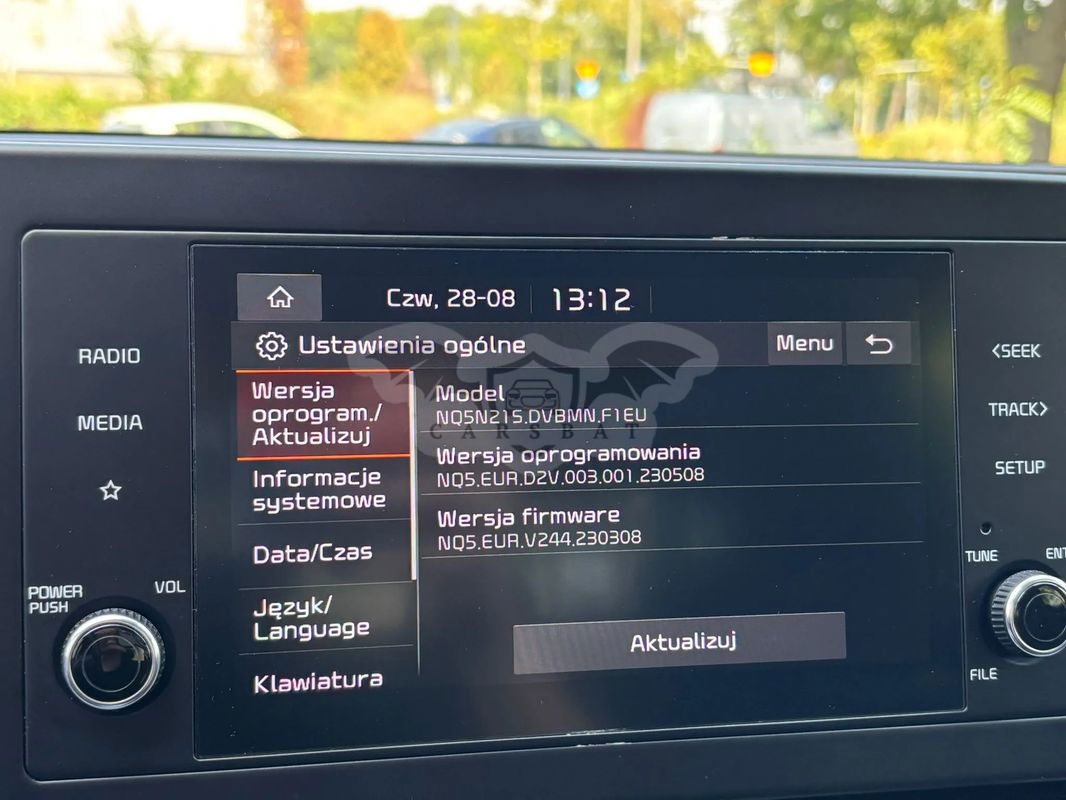 Czw, 28-08 13:12
Ustawienia ogólne Menu
RADIO
MEDIA
POWER
PUSH
VOL
Wersja
oprogram./
Aktualizuj
Informacje
systemowe
Data/Czas
Język/
Language
Klawiatura
Model
NQ5N215.DVBMN.F1EU
CARSBAT
Wersja oprogramowania
NQ5.EUR.D2V.003.001.230508
Wersja firmware
NQ5.EUR.V244.230308
Aktualizuj
<SEEK
TRACK>
SETUP
TUNE
ENT
FILE